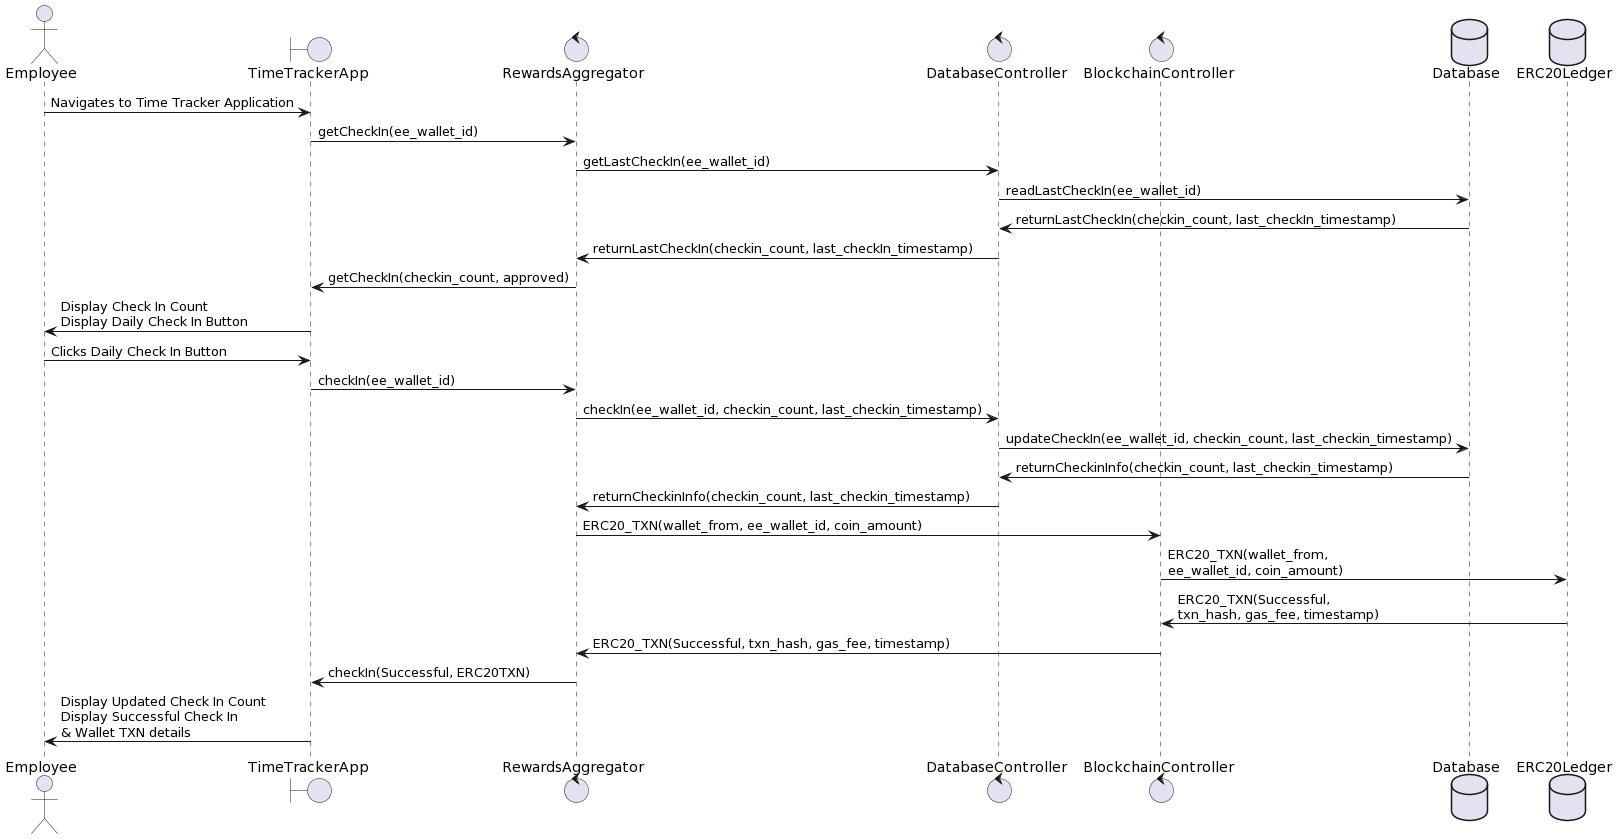 Employee
TimeTrackerApp
RewardsAggregator
DatabaseController
BlockchainController
Database
ERC20Ledger
Navigates to Time Tracker Application
getCheckIn(ee_wallet_id)
getLastCheckIn(ee_wallet_id)
readLastCheckIn(ee_wallet_id)
returnLastCheckIn(checkin_count, last_checkIn_timestamp)
returnLastCheckIn(checkin_count, last_checkIn_timestamp)
getCheckIn(checkin_count, approved)
Display Check In Count
Display Daily Check In Button
Clicks Daily Check In Button
checkIn(ee_wallet_id)
checkIn(ee_wallet_id, checkin_count, last_checkin_timestamp)
updateCheckIn(ee_wallet_id, checkin_count, last_checkin_timestamp)
returnCheckinInfo(checkin_count, last_checkin_timestamp)
returnCheckinInfo(checkin_count, last_checkin_timestamp)
ERC20_TXN(wallet_from, ee_wallet_id, coin_amount)
ERC20_TXN(wallet_from,
ee_wallet_id, coin_amount)
ERC20_TXN(Successful,
txn_hash, gas_fee, timestamp)
ERC20_TXN(Successful, txn_hash, gas_fee, timestamp)
checkIn(Successful, ERC20TXN)
Display Updated Check In Count
Display Successful Check In
& Wallet TXN details
Employee
TimeTrackerApp
RewardsAggregator
DatabaseController
BlockchainController
Database
ERC20Ledger